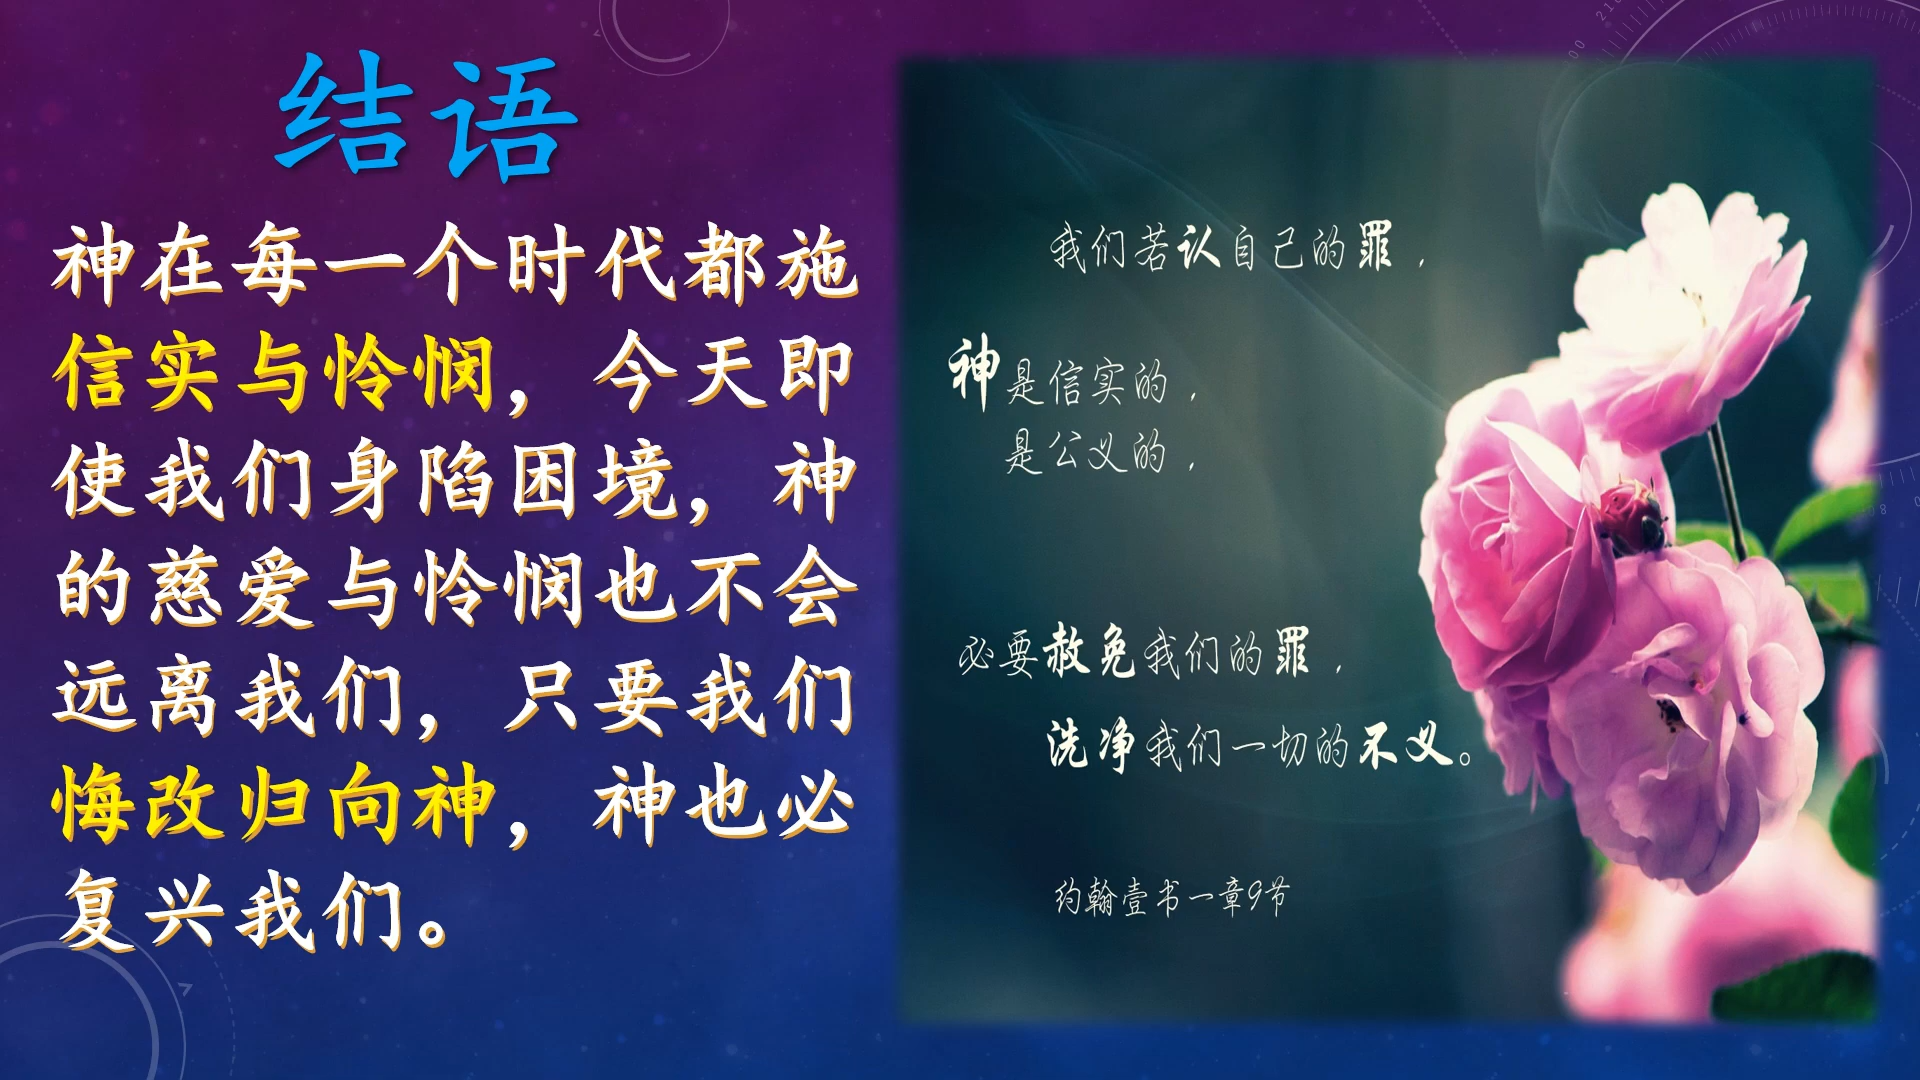 结语
神在每一个时代都施
信实与怜悯，今天即
使我们身陷困境，神
的慈爱与怜悯也不会
远离我们，只要我们
悔改归向神，神也必
复兴我们。
我们若认自己的罪，
神是信实的，
是公义的，
必要赦免我们的罪，
洗净我们一切的不义。
约翰壹书一章9节